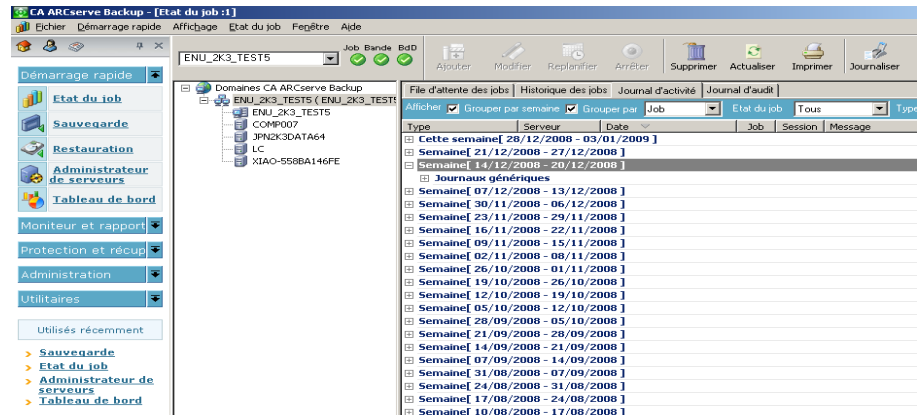 CA ARCserve Backup - [Etat du job :1]
Fichier Démarrage rapide Affichage Etat du job Fenêtre Aide
ENU_2K3_TEST5
Job Bande BdD
Ajouter Modifier Replanifier Arrêter Supprimer Actualiser Imprimer Journaliser
Démarrage rapide
Etat du job
Sauvegarde
Restauration
Administrateur de serveurs
Tableau de bord
Moniteur et rapport
Protection et récup
Administration
Utilitaires
Utilisés récemment
Sauvegarde
Etat du job
Administrateur de serveurs
Tableau de bord
Domaines CA ARCserve Backup
ENU_2K3_TEST5 ( ENU_2K3_TEST5
ENU_2K3_TEST5
COMP007
JPN2K3DATA64
LC
XIAO-558BA146FE
File d'attente des jobs Historique des jobs Journal d'activité Journal d'audit
Afficher Grouper par semaine Grouper par Job Etat du job Tous Type
Type Serveur Date Job Session Message
Cette semaine[ 28/12/2008 - 03/01/2009 ]
Semaine[ 21/12/2008 - 27/12/2008 ]
Semaine[ 14/12/2008 - 20/12/2008 ]
Journaux génériques
Semaine[ 07/12/2008 - 13/12/2008 ]
Semaine[ 30/11/2008 - 06/12/2008 ]
Semaine[ 23/11/2008 - 29/11/2008 ]
Semaine[ 16/11/2008 - 22/11/2008 ]
Semaine[ 09/11/2008 - 15/11/2008 ]
Semaine[ 02/11/2008 - 08/11/2008 ]
Semaine[ 26/10/2008 - 01/11/2008 ]
Semaine[ 19/10/2008 - 26/10/2008 ]
Semaine[ 12/10/2008 - 19/10/2008 ]
Semaine[ 05/10/2008 - 12/10/2008 ]
Semaine[ 28/09/2008 - 05/10/2008 ]
Semaine[ 21/09/2008 - 28/09/2008 ]
Semaine[ 14/09/2008 - 21/09/2008 ]
Semaine[ 07/09/2008 - 14/09/2008 ]
Semaine[ 31/08/2008 - 07/09/2008 ]
Semaine[ 24/08/2008 - 31/08/2008 ]
Semaine[ 17/08/2008 - 24/08/2008 ]
Semaine[ 10/08/2008 - 17/08/2008 ]